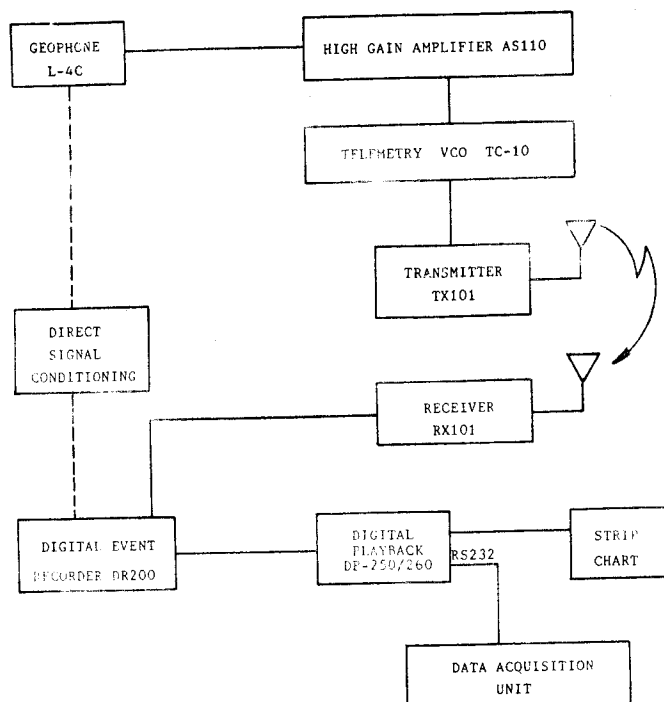 GEOPHONE
L-4C
HIGH GAIN AMPLIFIER AS110
TELEMETRY VCO TC-10
TRANSMITTER
TX101
DIRECT
SIGNAL
CONDITIONING
RECEIVER
RX101
DIGITAL EVENT
RECORDER DR200
DIGITAL
PLAYBACK
DP-250/260
RS232
STRIP
CHART
DATA ACQUISITION
UNIT